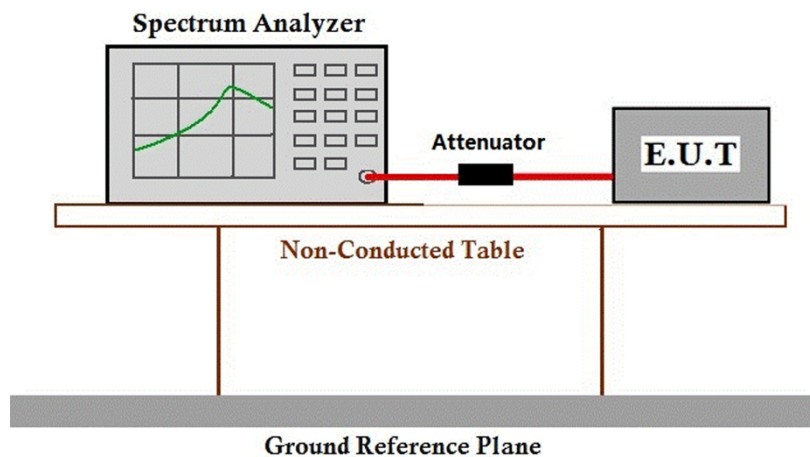 Spectrum Analyzer
Attenuator
E.U.T
Non-Conducted Table
Ground Reference Plane